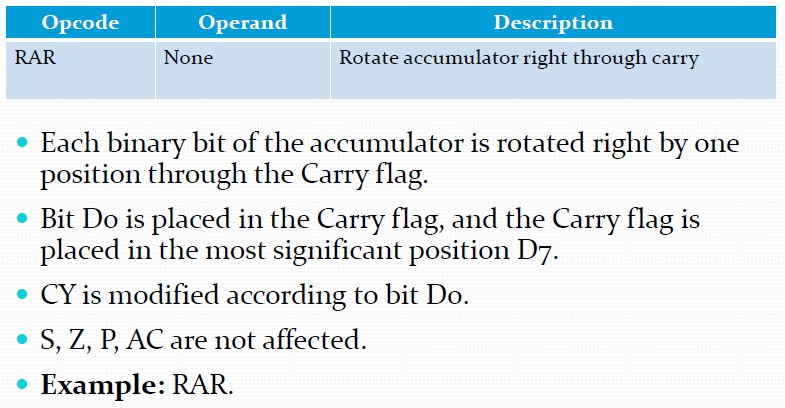 Opcode Operand Description
RAR None Rotate accumulator right through carry
• Each binary bit of the accumulator is rotated right by one
position through the Carry flag.
• Bit D0 is placed in the Carry flag, and the Carry flag is
placed in the most significant position D7.
• CY is modified according to bit D0.
• S, Z, P, AC are not affected.
• Example: RAR.